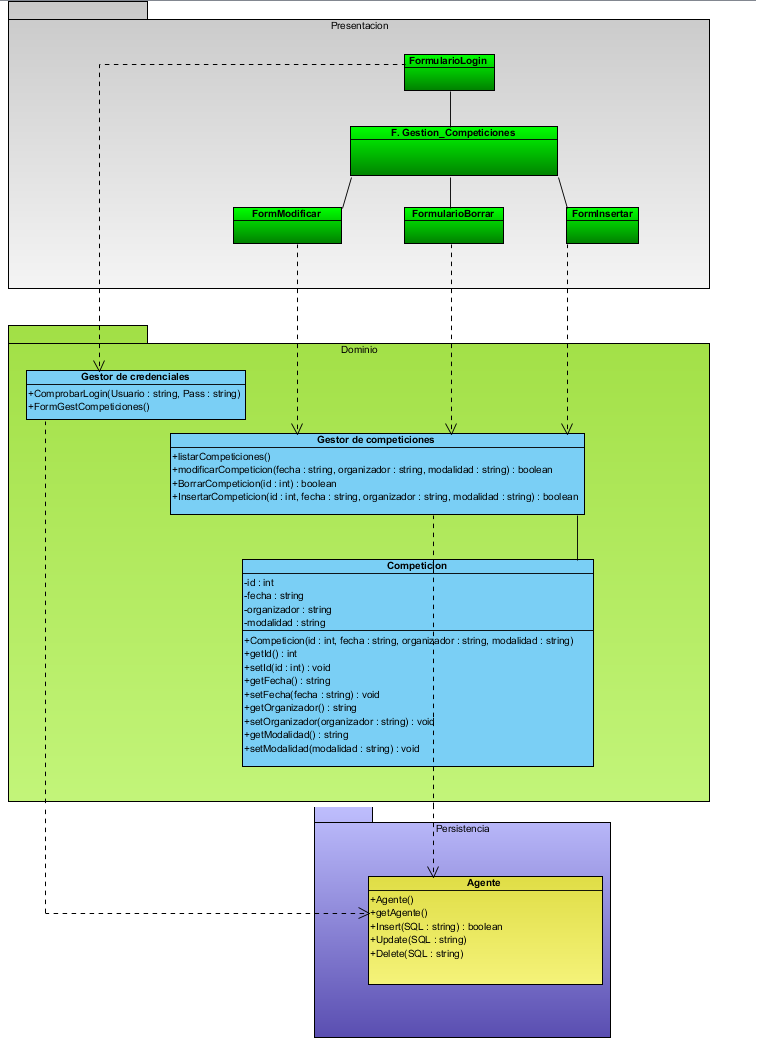 Presentacion
FormularioLogin
F. Gestion_Competiciones
FormModificar
FormularioBorrar
FormInsertar
Dominio
Gestor de credenciales
+ComprobarLogin(Usuario : string, Pass : string)
+FormGestCompeticiones()
Gestor de competiciones
+listarCompeticiones()
+modificarCompeticion(fecha : string, organizador : string, modalidad : string) : boolean
+BorrarCompeticion(id : int) : boolean
+InsertarCompeticion(id : int, fecha : string, organizador : string, modalidad : string) : boolean
Competicion
-id : int
-fecha : string
-organizador : string
-modalidad : string
+Competicion(id : int, fecha : string, organizador : string, modalidad : string)
+getId() : int
+setId(id : int) : void
+getFecha() : string
+setFecha(fecha : string) : void
+getOrganizador() : string
+setOrganizador(organizador : string) : void
+getModalidad() : string
+setModalidad(modalidad : string) : void
Persistencia
Agente
+Agente()
+getAgente()
+Insert(SQL : string) : boolean
+Update(SQL : string)
+Delete(SQL : string)